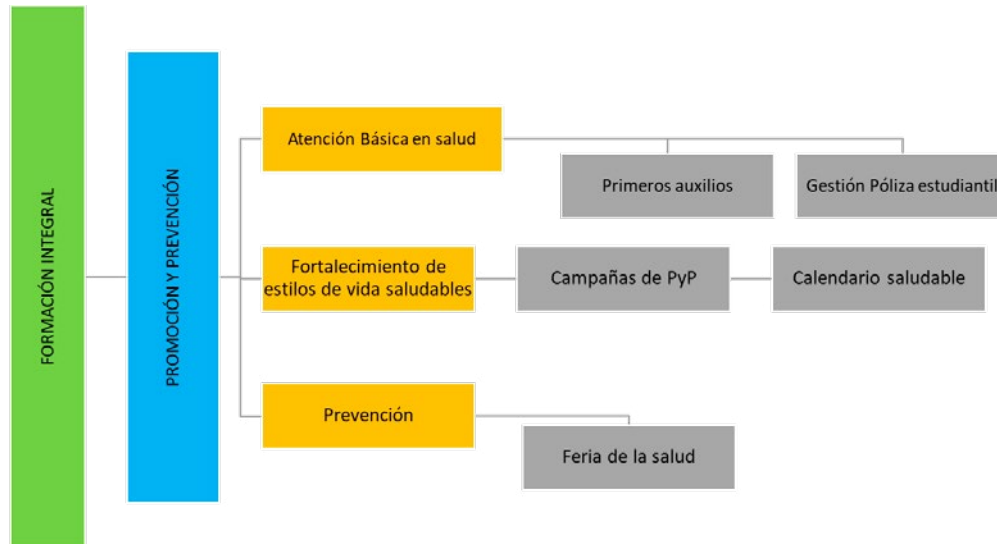 FORMACIÓN INTEGRAL
PROMOCIÓN Y PREVENCIÓN
Atención Básica en salud
Primeros auxilios
Gestión Póliza estudiantil
Fortalecimiento de
estilos de vida saludables
Campañas de PyP
Calendario saludable
Prevención
Feria de la salud